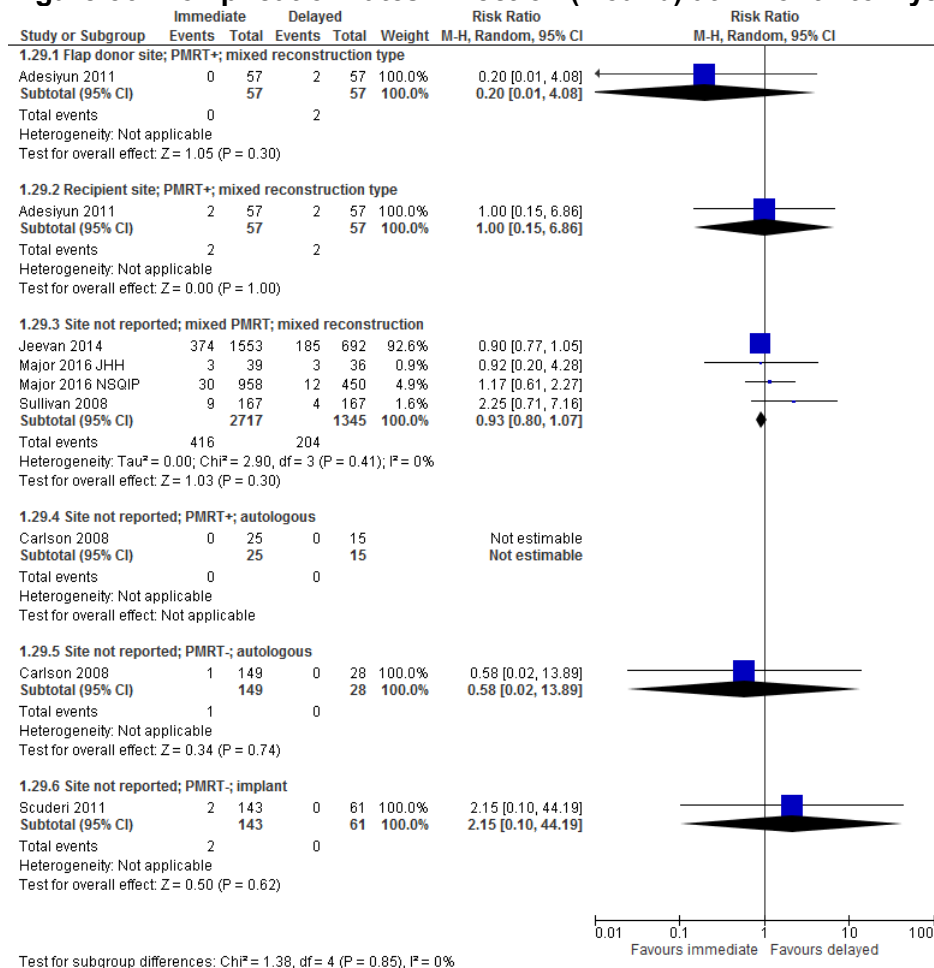 Immediate Delayed Risk Ratio Risk Ratio
Study or Subgroup Events Total Events Total Weight M-H, Random, 95% CI M-H, Random, 95% CI
1.29.1 Flap donor site; PMRT+; mixed reconstruction type
Adesiyun 2011 0 57 2 57 100.0% 0.20 [0.01, 4.08]
Subtotal (95% CI) 57 57 100.0% 0.20 [0.01, 4.08]
Total events 0 2
Heterogeneity: Not applicable
Test for overall effect: Z = 1.05 (P = 0.30)
1.29.2 Recipient site; PMRT+; mixed reconstruction type
Adesiyun 2011 2 57 2 57 100.0% 1.00 [0.15, 6.86]
Subtotal (95% CI) 57 57 100.0% 1.00 [0.15, 6.86]
Total events 2 2
Heterogeneity: Not applicable
Test for overall effect: Z = 0.00 (P = 1.00)
1.29.3 Site not reported; mixed PMRT; mixed reconstruction
Jeevan 2014 374 1553 185 692 92.6% 0.90 [0.77, 1.05]
Major 2016 JHH 3 39 3 36 0.9% 0.92 [0.20, 4.28]
Major 2016 NSQIP 30 958 12 450 4.9% 1.17 [0.61, 2.27]
Sullivan 2008 9 167 4 167 1.6% 2.25 [0.71, 7.16]
Subtotal (95% CI) 2717 1345 100.0% 0.93 [0.80, 1.07]
Total events 416 204
Heterogeneity: Tau² = 0.00; Chi² = 2.90, df = 3 (P = 0.41); I² = 0%
Test for overall effect: Z = 1.03 (P = 0.30)
1.29.4 Site not reported; PMRT+; autologous
Carlson 2008 0 25 0 15 Not estimable
Subtotal (95% CI) 25 15 Not estimable
Total events 0 0
Heterogeneity: Not applicable
Test for overall effect: Not applicable
1.29.5 Site not reported; PMRT-; autologous
Carlson 2008 1 149 0 28 100.0% 0.58 [0.02, 13.89]
Subtotal (95% CI) 149 28 100.0% 0.58 [0.02, 13.89]
Total events 1 0
Heterogeneity: Not applicable
Test for overall effect: Z = 0.34 (P = 0.74)
1.29.6 Site not reported; PMRT-; implant
Scuderi 2011 2 143 0 61 100.0% 2.15 [0.10, 44.19]
Subtotal (95% CI) 143 61 100.0% 2.15 [0.10, 44.19]
Total events 2 0
Heterogeneity: Not applicable
Test for overall effect: Z = 0.50 (P = 0.62)
0.01 0.1 1 10 100
Favours immediate Favours delayed
Test for subgroup differences: Chi² = 1.38, df = 4 (P = 0.85), I² = 0%